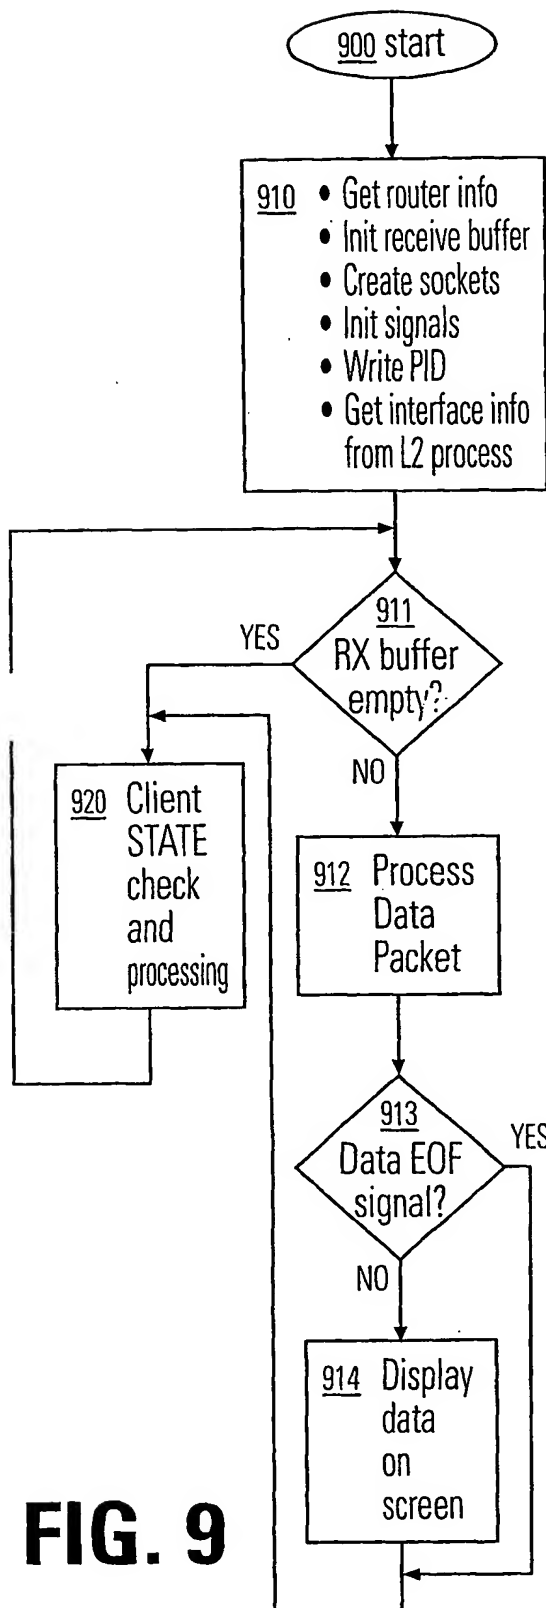 900 start
910 • Get router info
• Init receive buffer
• Create sockets
• Init signals
• Write PID
• Get interface info
from L2 process
911
RX buffer
empty?
YES
NO
920 Client
STATE
check
and
processing
912 Process
Data
Packet
913
Data EOF
signal?
YES
NO
914 Display
data
on
screen
FIG. 9